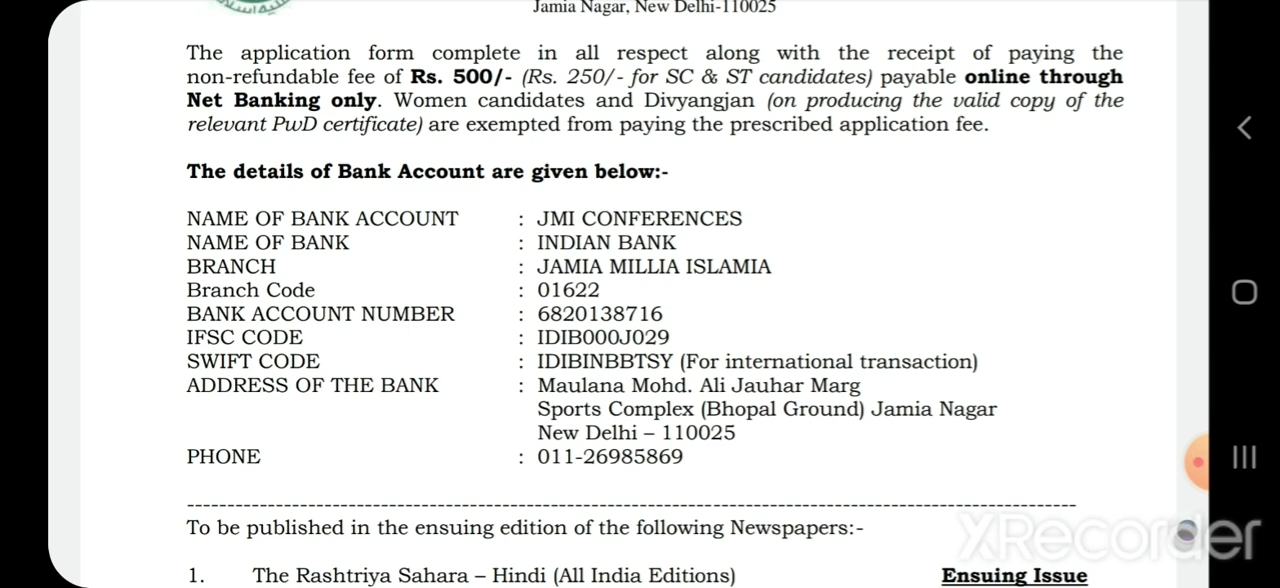 Jamia Nagar, New Delhi-110025
The application form complete in all respect along with the receipt of paying the
non-refundable fee of Rs. 500/- (Rs. 250/- for SC & ST candidates) payable online through
Net Banking only. Women candidates and Divyangjan (on producing the valid copy of the
relevant PwD certificate) are exempted from paying the prescribed application fee.
The details of Bank Account are given below:-
NAME OF BANK ACCOUNT : JMI CONFERENCES
NAME OF BANK : INDIAN BANK
BRANCH : JAMIA MILLIA ISLAMIA
Branch Code : 01622
BANK ACCOUNT NUMBER : 6820138716
IFSC CODE : IDIB000J029
SWIFT CODE : IDIBINBBTSY (For international transaction)
ADDRESS OF THE BANK : Maulana Mohd. Ali Jauhar Marg
Sports Complex (Bhopal Ground) Jamia Nagar
New Delhi – 110025
PHONE : 011-26985869
To be published in the ensuing edition of the following Newspapers:-
1. The Rashtriya Sahara – Hindi (All India Editions) Ensuing Issue
XRecorder